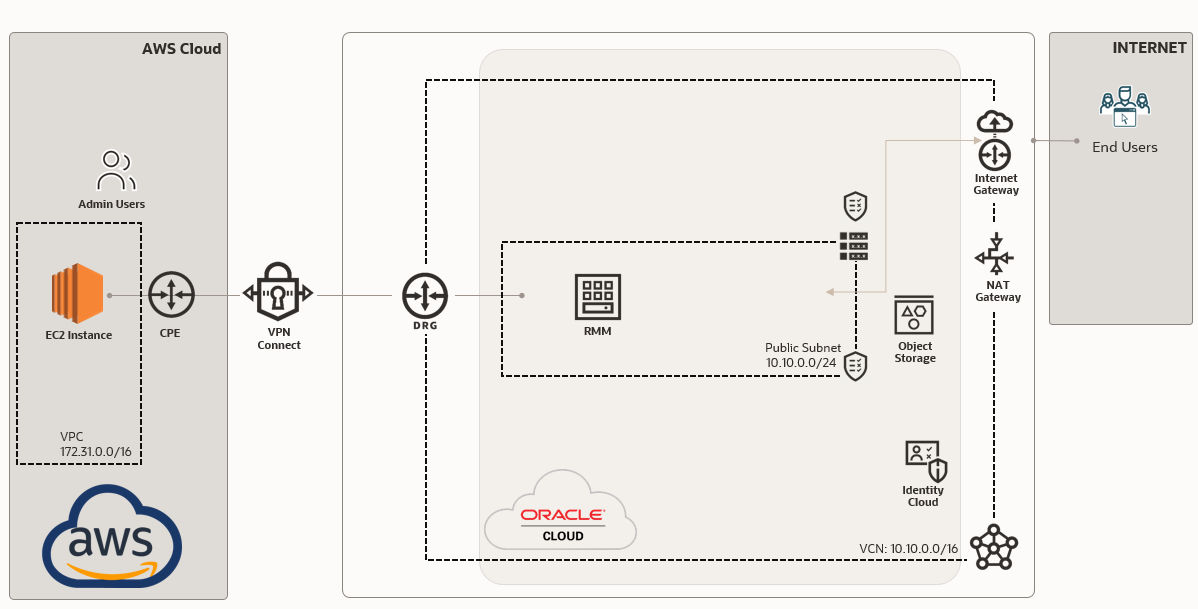 AWS Cloud
Admin Users
EC2 Instance
CPE
VPC
172.31.0.0/16
aws
VPN
Connect
DRG
RMM
Public Subnet
10.10.0.0/24
Object
Storage
Identity
Cloud
ORACLE
CLOUD
VCN: 10.10.0.0/16
Internet
Gateway
NAT
Gateway
INTERNET
End Users